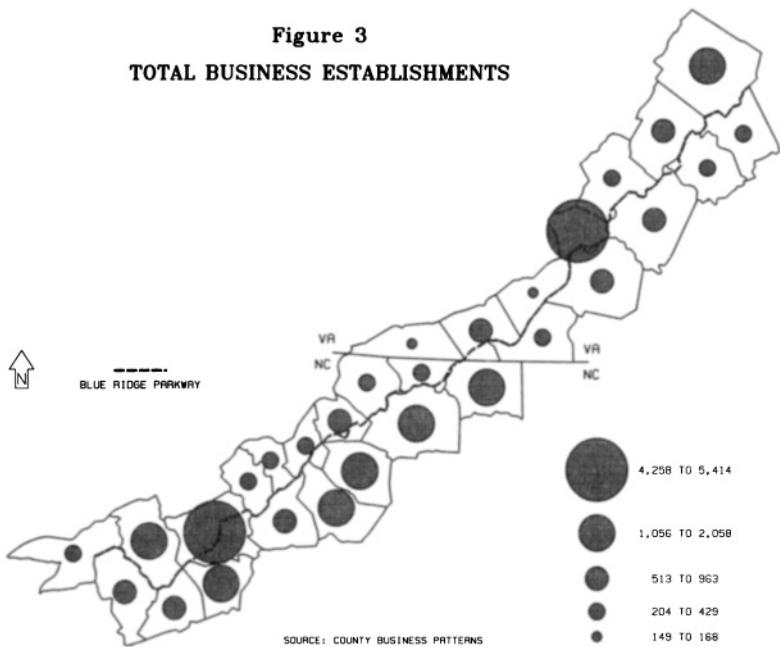 Figure 3
TOTAL BUSINESS ESTABLISHMENTS
VA
NC
VA
NC
N
BLUE RIDGE PARKWAY
4,258 TO 5,414
1,056 TO 2,058
513 TO 963
204 TO 429
149 TO 168
SOURCE: COUNTY BUSINESS PATTERNS